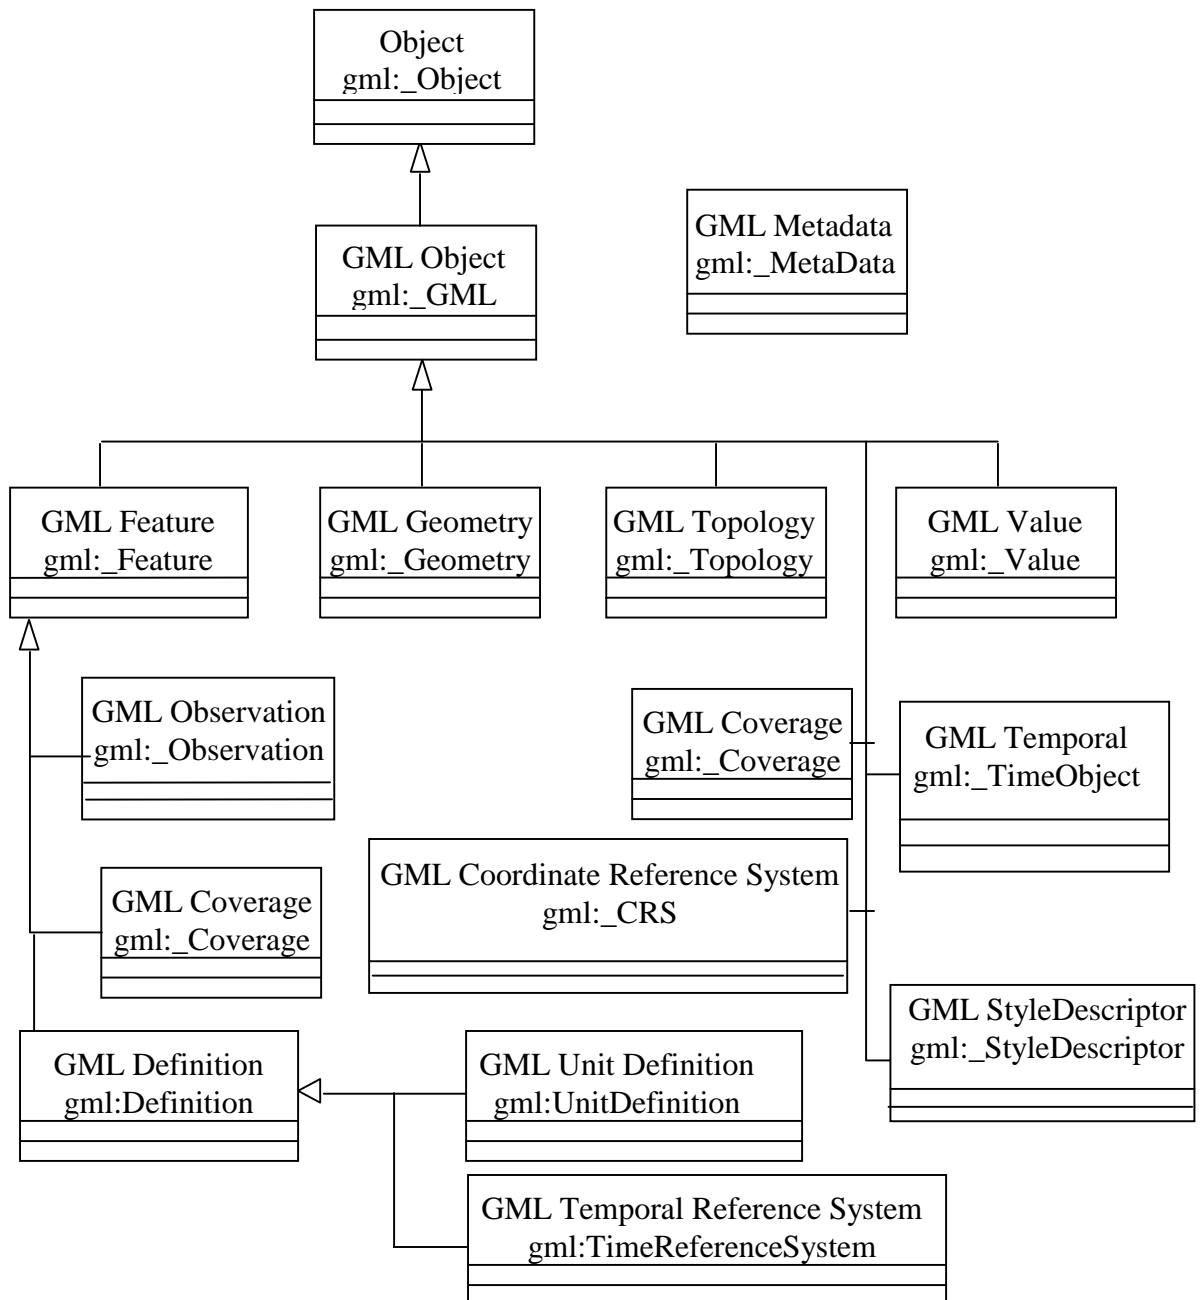 Object
gml:_Object
GML Metadata
gml:_MetaData
GML Object
gml:_GML
GML Feature
gml:_Feature
GML Geometry
gml:_Geometry
GML Topology
gml:_Topology
GML Value
gml:_Value
GML Observation
gml:_Observation
GML Coverage
gml:_Coverage
GML Temporal
gml:_TimeObject
GML Coordinate Reference System
gml:_CRS
GML Coverage
gml:_Coverage
GML StyleDescriptor
gml:_StyleDescriptor
GML Definition
gml:Definition
GML Unit Definition
gml:UnitDefinition
GML Temporal Reference System
gml:TimeReferenceSystem